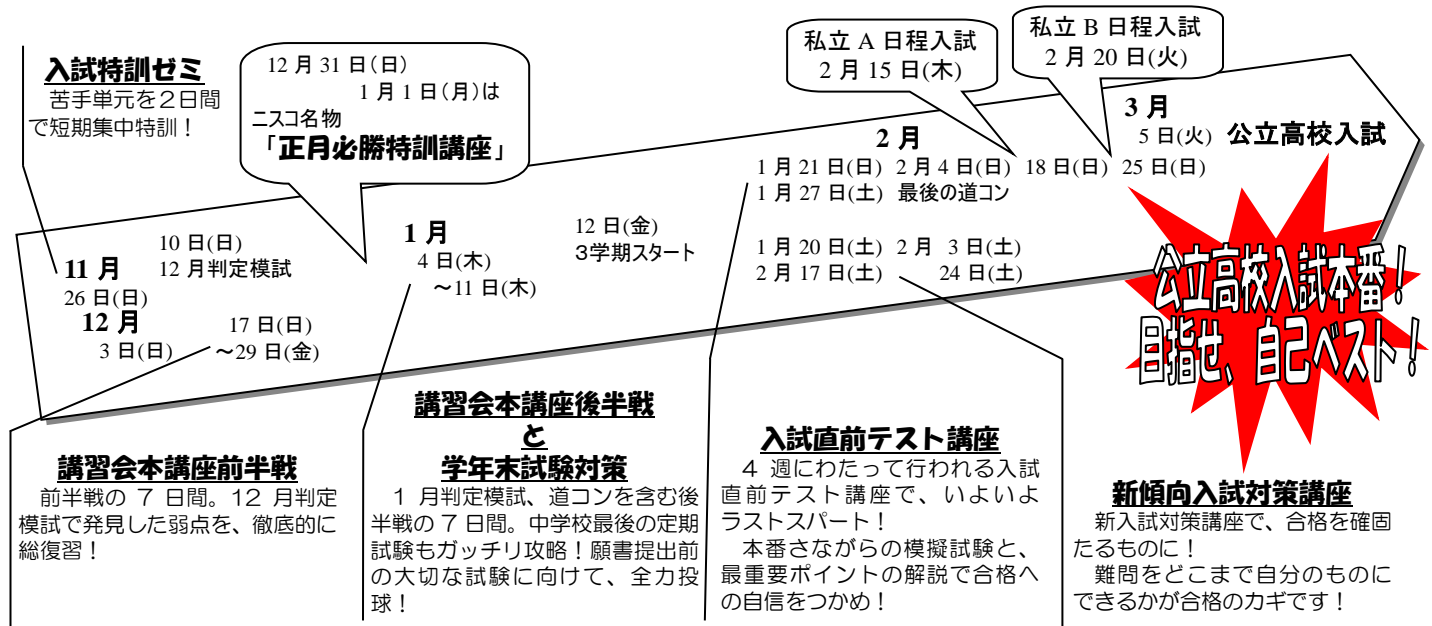 入試特訓ゼミ
苦手単元を2日間
で短期集中特訓！
12 月 31 日(日)
1 月 1 日(月)は
ニスコ名物
「正月必勝特訓講座」
私立 A 日程入試
2 月 15 日(木)
私立 B 日程入試
2 月 20 日(火)
11 月
26 日(日)
12 月
3 日(日)
10 日(日)
12 月判定模試
17 日(日)
～29 日(金)
1 月
4 日(木)
～11 日(木)
12 日(金)
3学期スタート
2 月
1 月 21 日(日) 2 月 4 日(日) 18 日(日) 25 日(日)
1 月 27 日(土) 最後の道コン
1 月 20 日(土) 2 月 3 日(土)
2 月 17 日(土) 24 日(土)
3 月
5 日(火) 公立高校入試
公立高校入試本番！
目指せ、自己ベスト！
講習会本講座前半戦
前半戦の 7 日間。12 月判定
模試で発見した弱点を、徹底的に
総復習！
講習会本講座後半戦
と
学年末試験対策
1 月判定模試、道コンを含む後
半戦の 7 日間。中学校最後の定期
試験もガッチリ攻略！願書提出前
の大切な試験に向けて、全力投
球！
入試直前テスト講座
4 週にわたって行われる入試
直前テスト講座で、いよいよ
ラストスパート！
本番さながらの模擬試験と、
最重要ポイントの解説で合格へ
の自信をつかめ！
新傾向入試対策講座
新入試対策講座で、合格を確固
たるものに！
難問をどこまで自分のものに
できるかが合格のカギです！